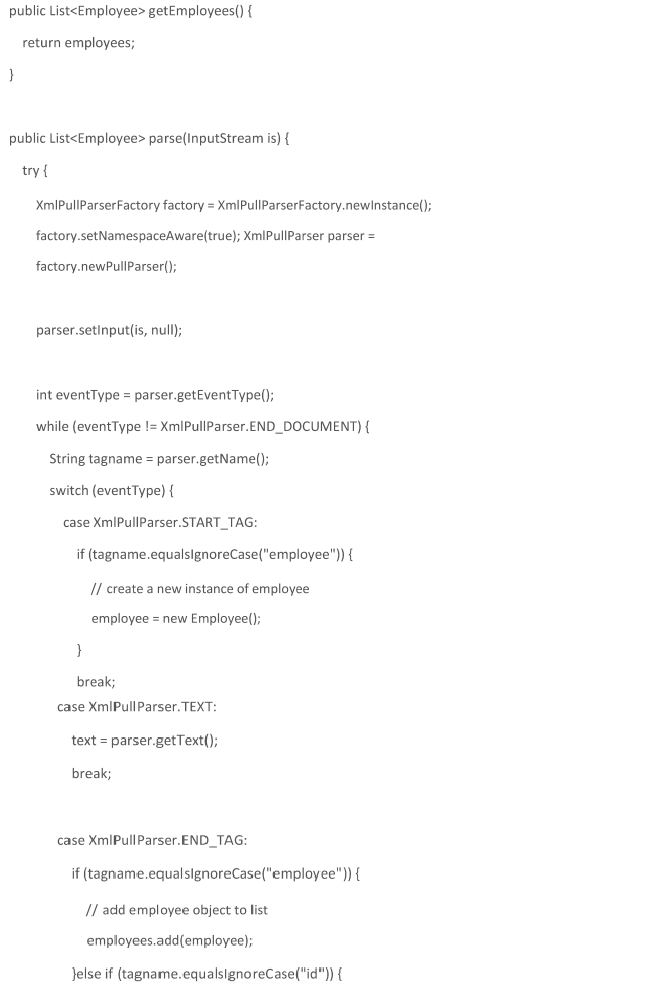 public List<Employee> getEmployees() {
return employees;
}
public List<Employee> parse(InputStream is) {
try {
XmlPullParserFactory factory = XmlPullParserFactory.newInstance();
factory.setNamespaceAware(true); XmlPullParser parser =
factory.newPullParser();
parser.setInput(is, null);
int eventType = parser.getEventType();
while (eventType != XmlPullParser.END_DOCUMENT) {
String tagname = parser.getName();
switch (eventType) {
case XmlPullParser.START_TAG:
if (tagname.equalsIgnoreCase("employee")) {
// create a new instance of employee
employee = new Employee();
}
break;
case XmlPullParser.TEXT:
text = parser.getText();
break;
case XmlPullParser.END_TAG:
if (tagname.equalsIgnoreCase("employee")) {
// add employee object to list
employees.add(employee);
}else if (tagname.equalsIgnoreCase("id")) {